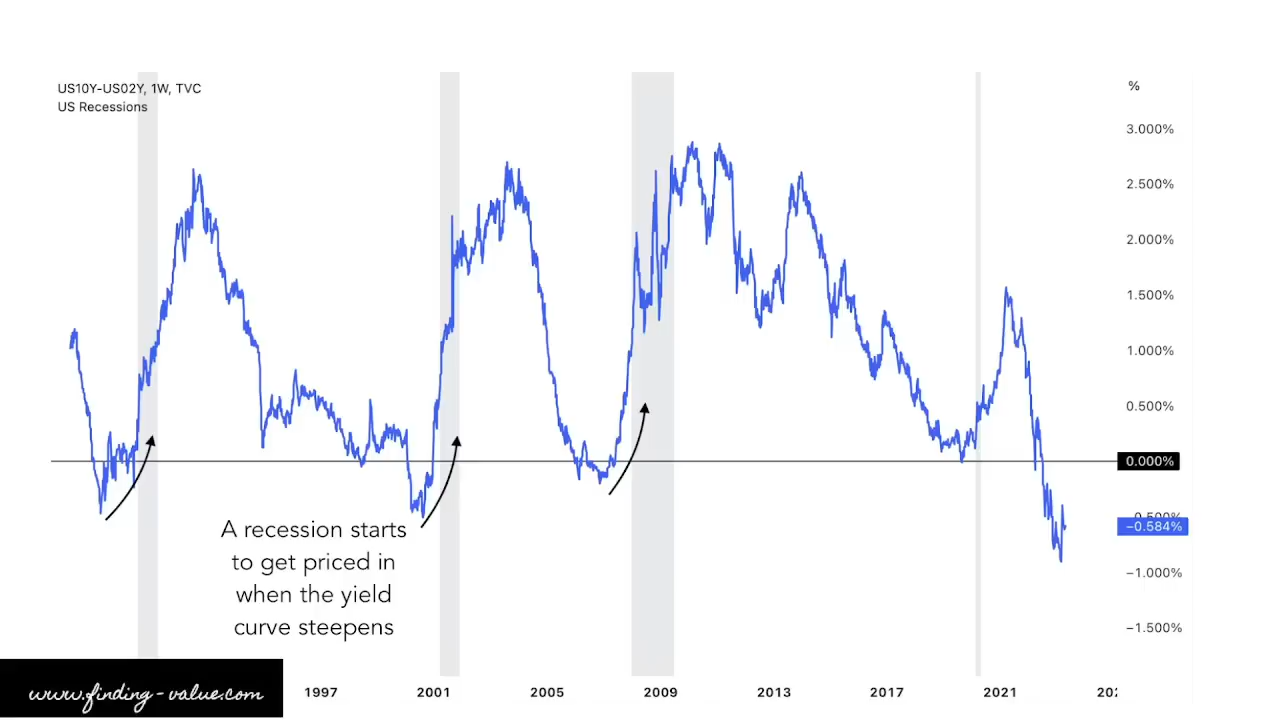 US10Y-US02Y, 1W, TVC
US Recessions
%
3.000%
2.500%
2.000%
1.500%
1.000%
0.500%
0.000%
−0.500%
−0.584%
−1.000%
−1.500%
A recession starts
to get priced in
when the yield
curve steepens
www.finding-value.com
1997
2001
2005
2009
2013
2017
2021
202